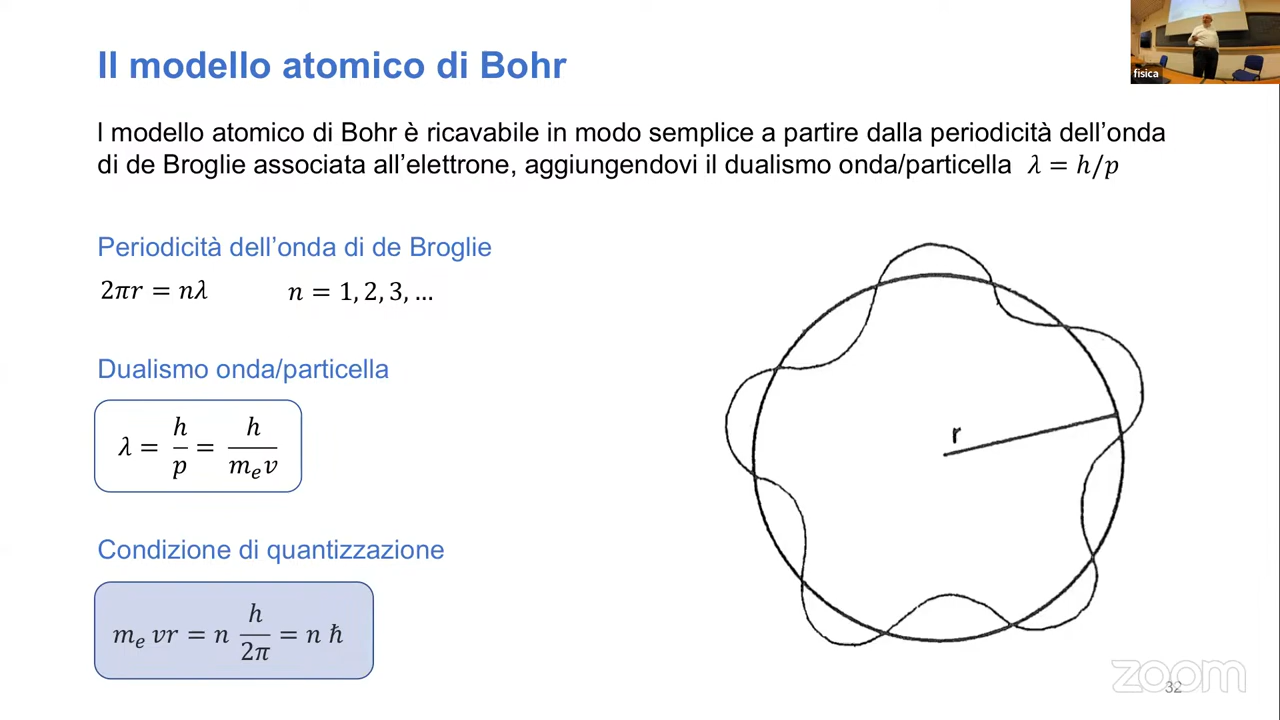 Il modello atomico di Bohr
fisica
l modello atomico di Bohr è ricavabile in modo semplice a partire dalla periodicità dell’onda
di de Broglie associata all’elettrone, aggiungendovi il dualismo onda/particella λ = h/p
Periodicità dell’onda di de Broglie
2πr = nλ n = 1, 2, 3, …
Dualismo onda/particella
λ = h/p = h/(mₑv)
Condizione di quantizzazione
mₑ vr = n h/2π = n ħ
r
zoom
32